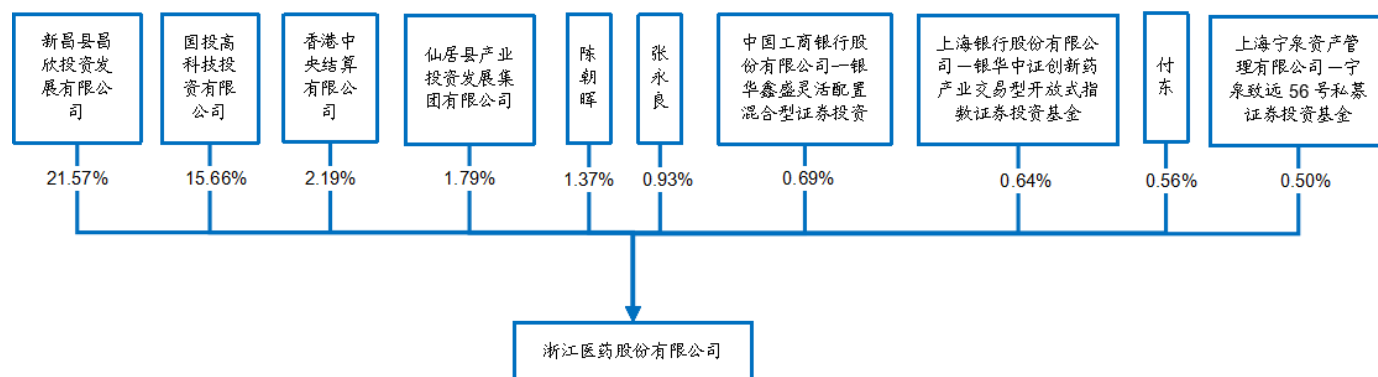 新昌县昌
欣投资发
展有限公
司
国投高
科技投
资有限
公司
香港中
央结算
有限公
司
仙居县产业
投资发展集
团有限公司
陈
朝
晖
张
永
良
中国工商银行股
份有限公司一银
华鑫盛灵活配置
混合型证券投资
上海银行股份有限公
司－银华中证创新药
产业交易型开放式指
数证券投资基金
付
东
上海宁泉资产管
理有限公司－宁
泉致远 56 号私募
证券投资基金
21.57%
15.66%
2.19%
1.79%
1.37%
0.93%
0.69%
0.64%
0.56%
0.50%
浙江医药股份有限公司